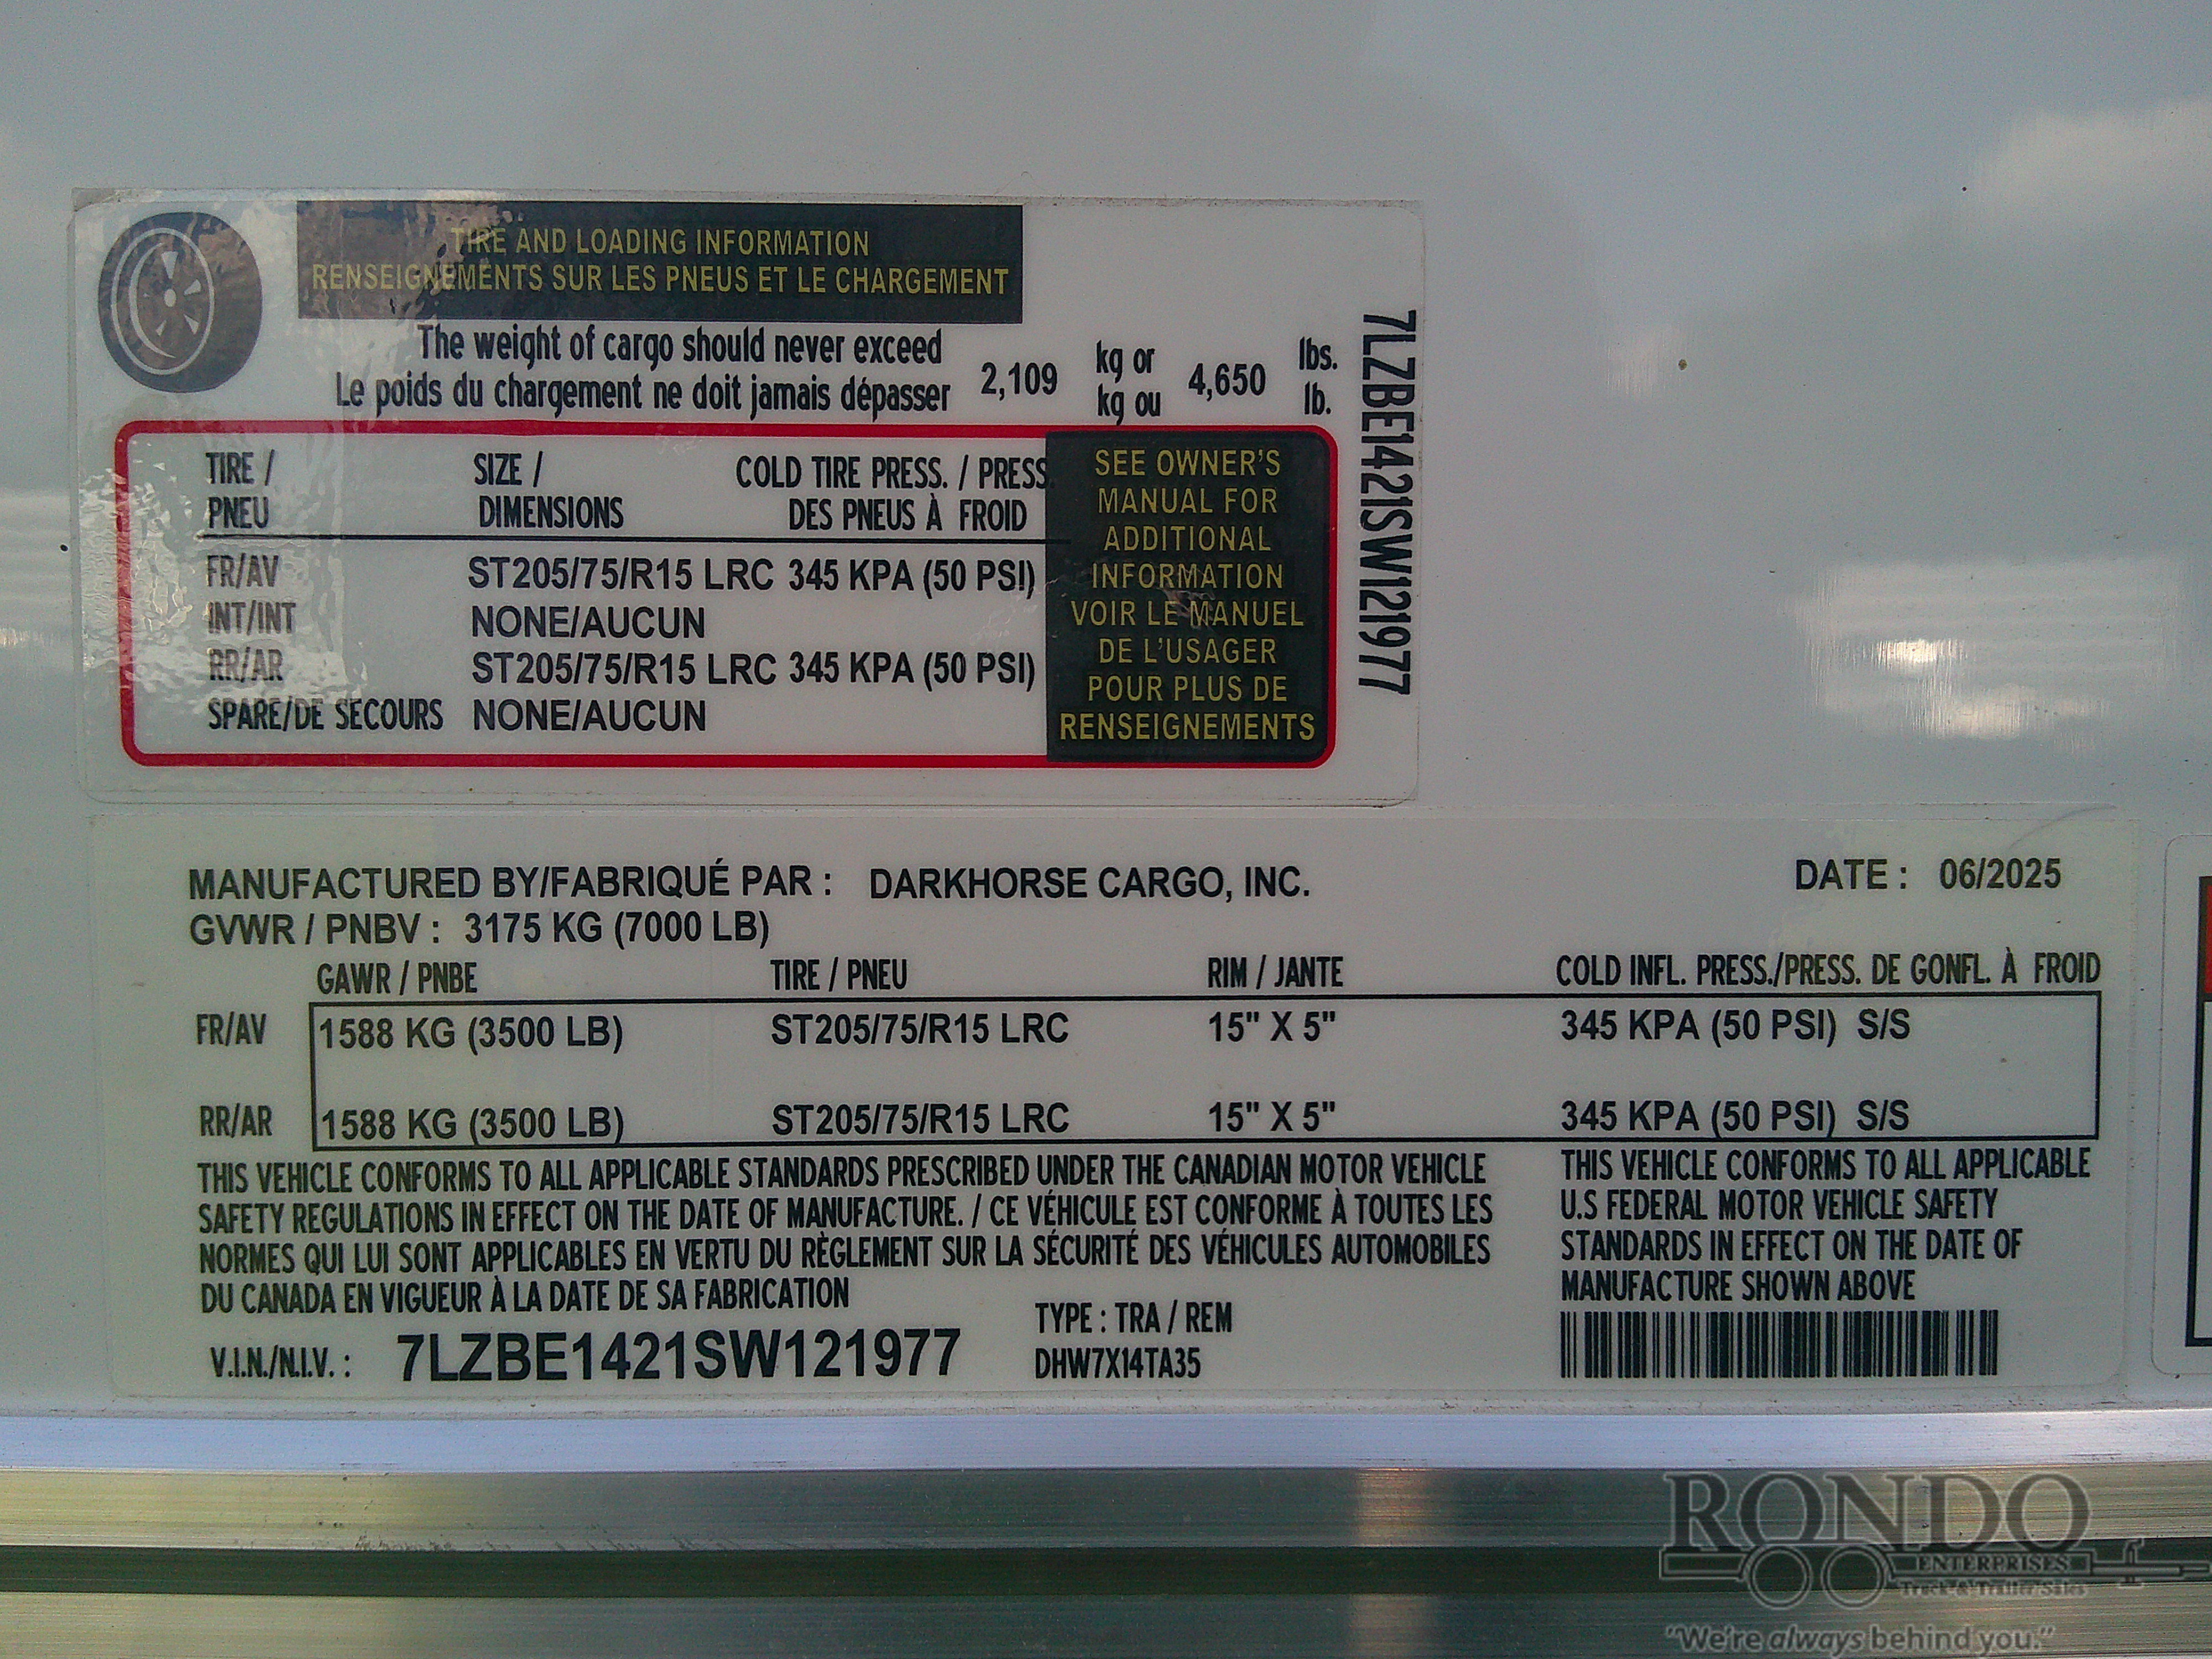 TIRE AND LOADING INFORMATION
RENSEIGNEMENTS SUR LES PNEUS ET LE CHARGEMENT
The weight of cargo should never exceed
Le poids du chargement ne doit jamais dépasser
2,109
kg or
kg ou
4,650
lbs.
lb.
7LZBE1421SW121977
TIRE / SIZE / COLD TIRE PRESS. / PRESS.
PNEU DIMENSIONS DES PNEUS À FROID
FR/AV ST205/75/R15 LRC 345 KPA (50 PSI)
INT/INT NONE/AUCUN
RR/AR ST205/75/R15 LRC 345 KPA (50 PSI)
SPARE/DE SECOURS NONE/AUCUN
SEE OWNER'S
MANUAL FOR
ADDITIONAL
INFORMATION
VOIR LE MANUEL
DE L'USAGER
POUR PLUS DE
RENSEIGNEMENTS
MANUFACTURED BY/FABRIQUÉ PAR : DARKHORSE CARGO, INC. DATE : 06/2025
GVWR / PNBV : 3175 KG (7000 LB)
GAWR / PNBE TIRE / PNEU RIM / JANTE COLD INFL. PRESS./PRESS. DE GONFL. À FROID
FR/AV 1588 KG (3500 LB) ST205/75/R15 LRC 15" X 5" 345 KPA (50 PSI) S/S
RR/AR 1588 KG (3500 LB) ST205/75/R15 LRC 15" X 5" 345 KPA (50 PSI) S/S
THIS VEHICLE CONFORMS TO ALL APPLICABLE STANDARDS PRESCRIBED UNDER THE CANADIAN MOTOR VEHICLE
SAFETY REGULATIONS IN EFFECT ON THE DATE OF MANUFACTURE. / CE VÉHICULE EST CONFORME À TOUTES LES
NORMES QUI LUI SONT APPLICABLES EN VERTU DU RÈGLEMENT SUR LA SÉCURITÉ DES VÉHICULES AUTOMOBILES
DU CANADA EN VIGUEUR À LA DATE DE SA FABRICATION
THIS VEHICLE CONFORMS TO ALL APPLICABLE
U.S FEDERAL MOTOR VEHICLE SAFETY
STANDARDS IN EFFECT ON THE DATE OF
MANUFACTURE SHOWN ABOVE
V.I.N./N.I.V. : 7LZBE1421SW121977
TYPE : TRA / REM
DHW7X14TA35
RONDO
ENTERPRISES
Truck & Trailer Sales
"We're always behind you."